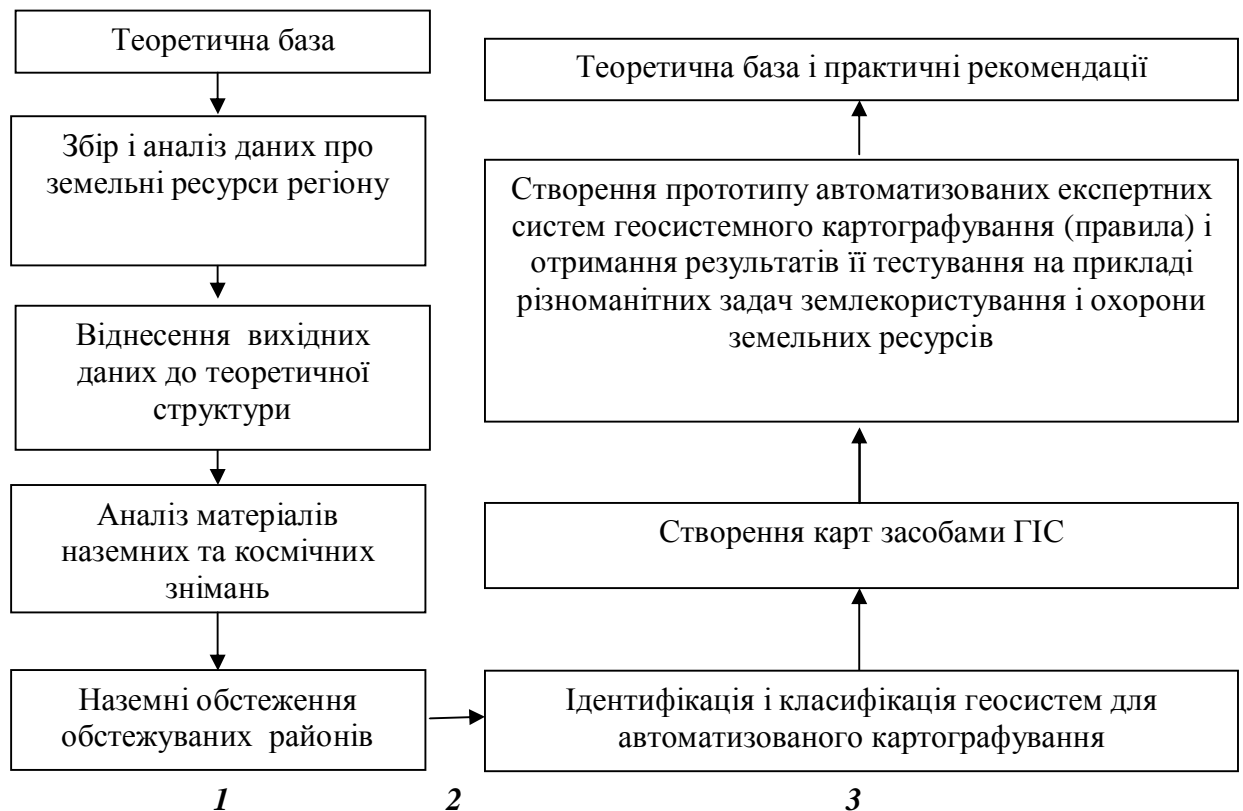 Теоретична база
Збір і аналіз даних про
земельні ресурси регіону
Віднесення вихідних
даних до теоретичної
структури
Аналіз матеріалів
наземних та космічних
знімань
Наземні обстеження
обстежуваних районів
Теоретична база і практичні рекомендації
Створення прототипу автоматизованих експертних
систем геосистемного картографування (правила) і
отримання результатів її тестування на прикладі
різноманітних задач землекористування і охорони
земельних ресурсів
Створення карт засобами ГІС
Ідентифікація і класифікація геосистем для
автоматизованого картографування
1 2 3